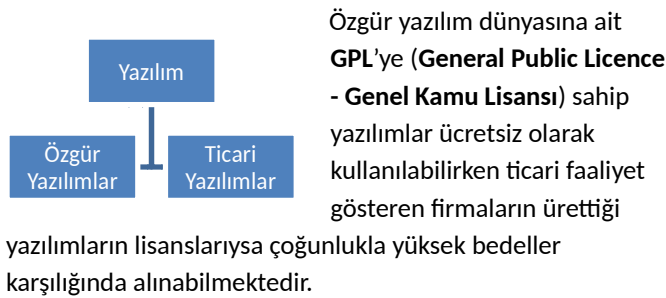 Yazılım
Özgür
Yazılımlar
Ticari
Yazılımlar
Özgür yazılım dünyasına ait
GPL’ye (General Public Licence
- Genel Kamu Lisansı) sahip
yazılımlar ücretsiz olarak
kullanılabilirken ticari faaliyet
gösteren firmaların ürettiği
yazılımların lisanslarıysa çoğunlukla yüksek bedeller
karşılığında alınabilmektedir.